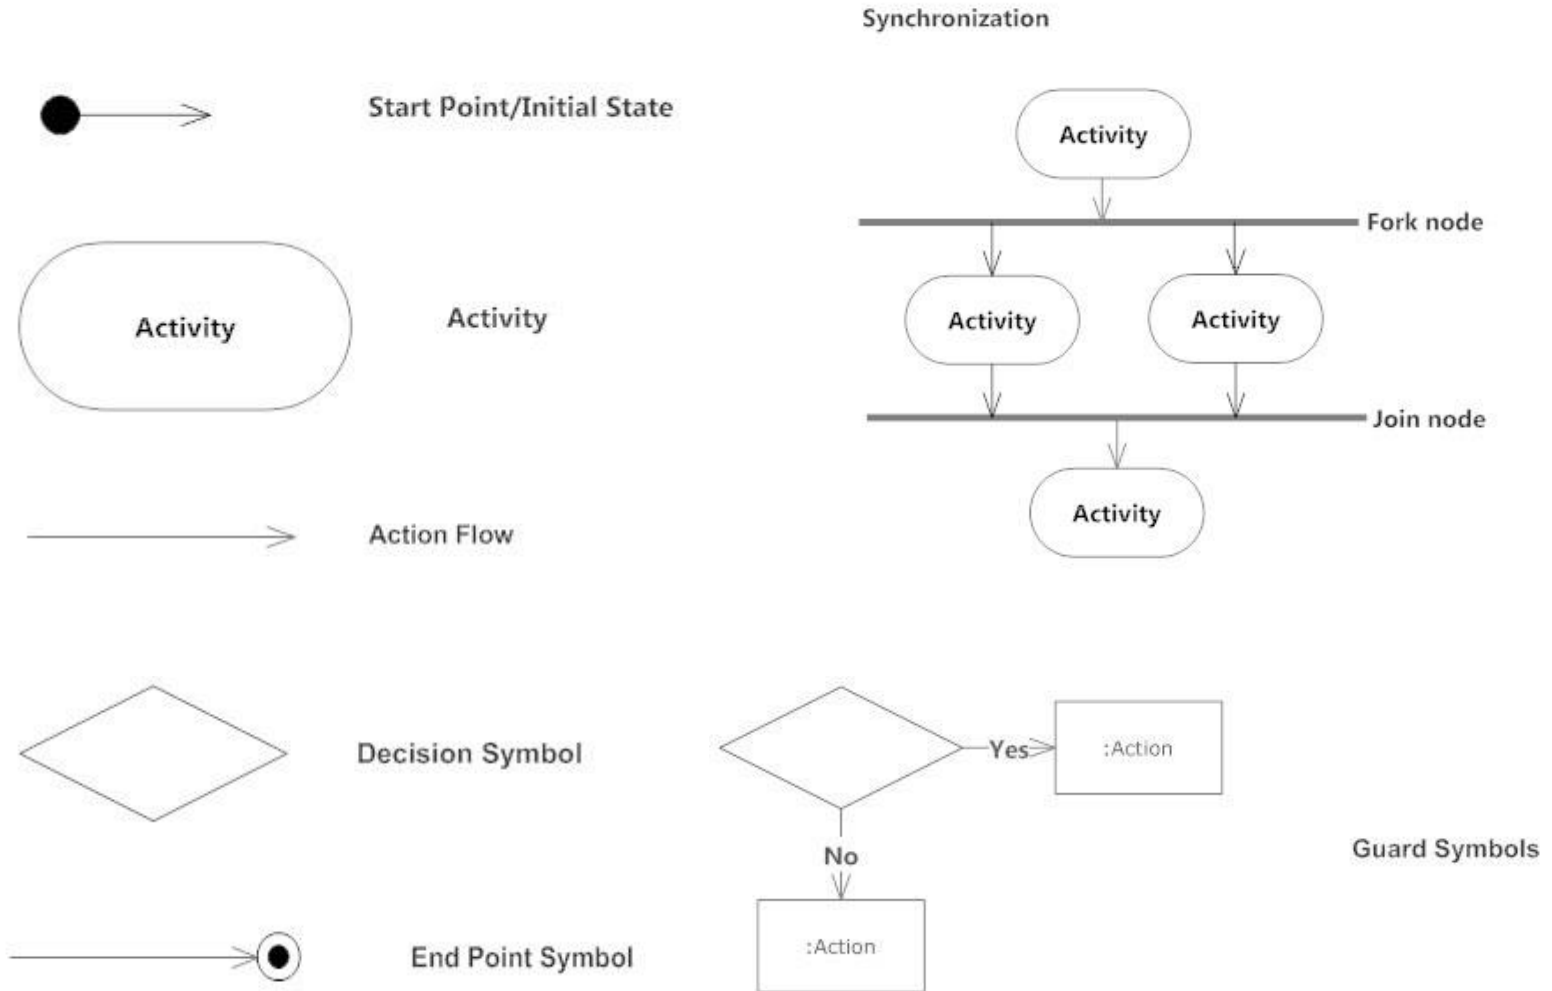 Synchronization
Start Point/Initial State
Activity
Fork node
Activity
Activity
Activity
Activity
Join node
Activity
Action Flow
Decision Symbol
Yes
:Action
No
Guard Symbols
:Action
End Point Symbol